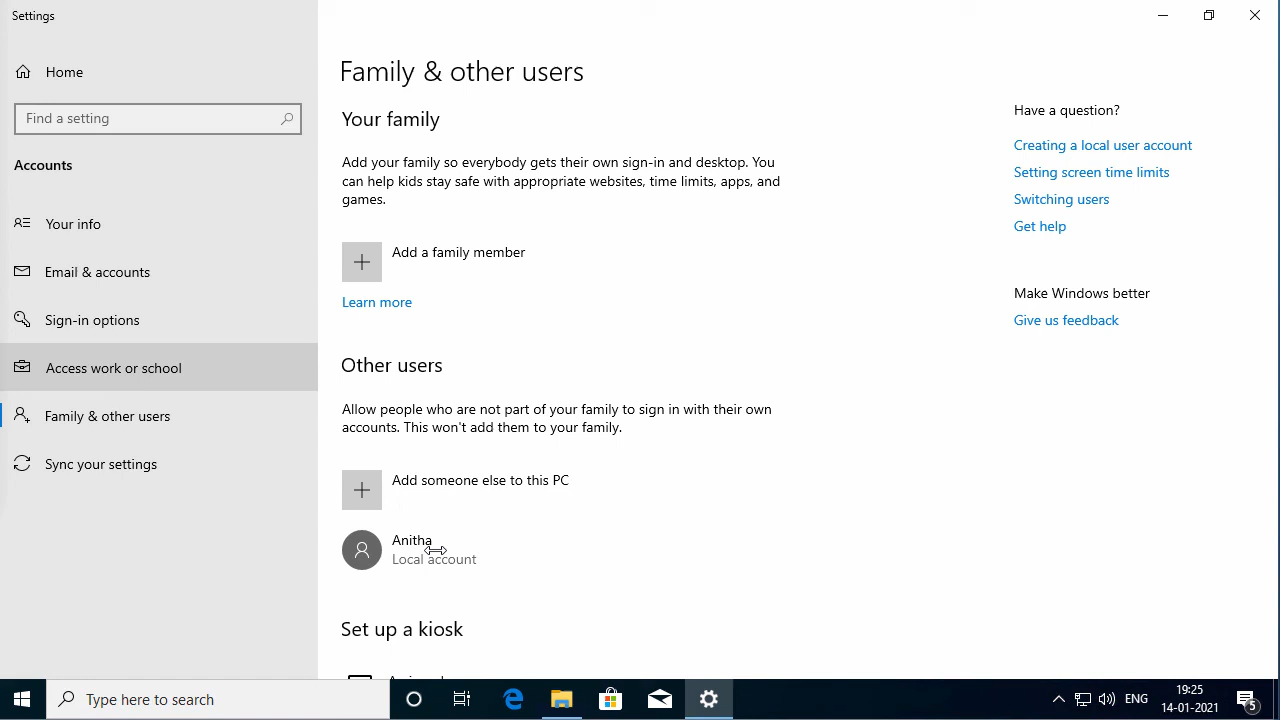 Settings
Home
Find a setting
Accounts
Your info
Email & accounts
Sign-in options
Access work or school
Family & other users
Sync your settings
Family & other users
Your family
Add your family so everybody gets their own sign-in and desktop. You
can help kids stay safe with appropriate websites, time limits, apps, and
games.
Add a family member
Learn more
Other users
Allow people who are not part of your family to sign in with their own
accounts. This won't add them to your family.
Add someone else to this PC
Anitha
Local account
Set up a kiosk
Have a question?
Creating a local user account
Setting screen time limits
Switching users
Get help
Make Windows better
Give us feedback
Type here to search
ENG
19:25
14-01-2021
5